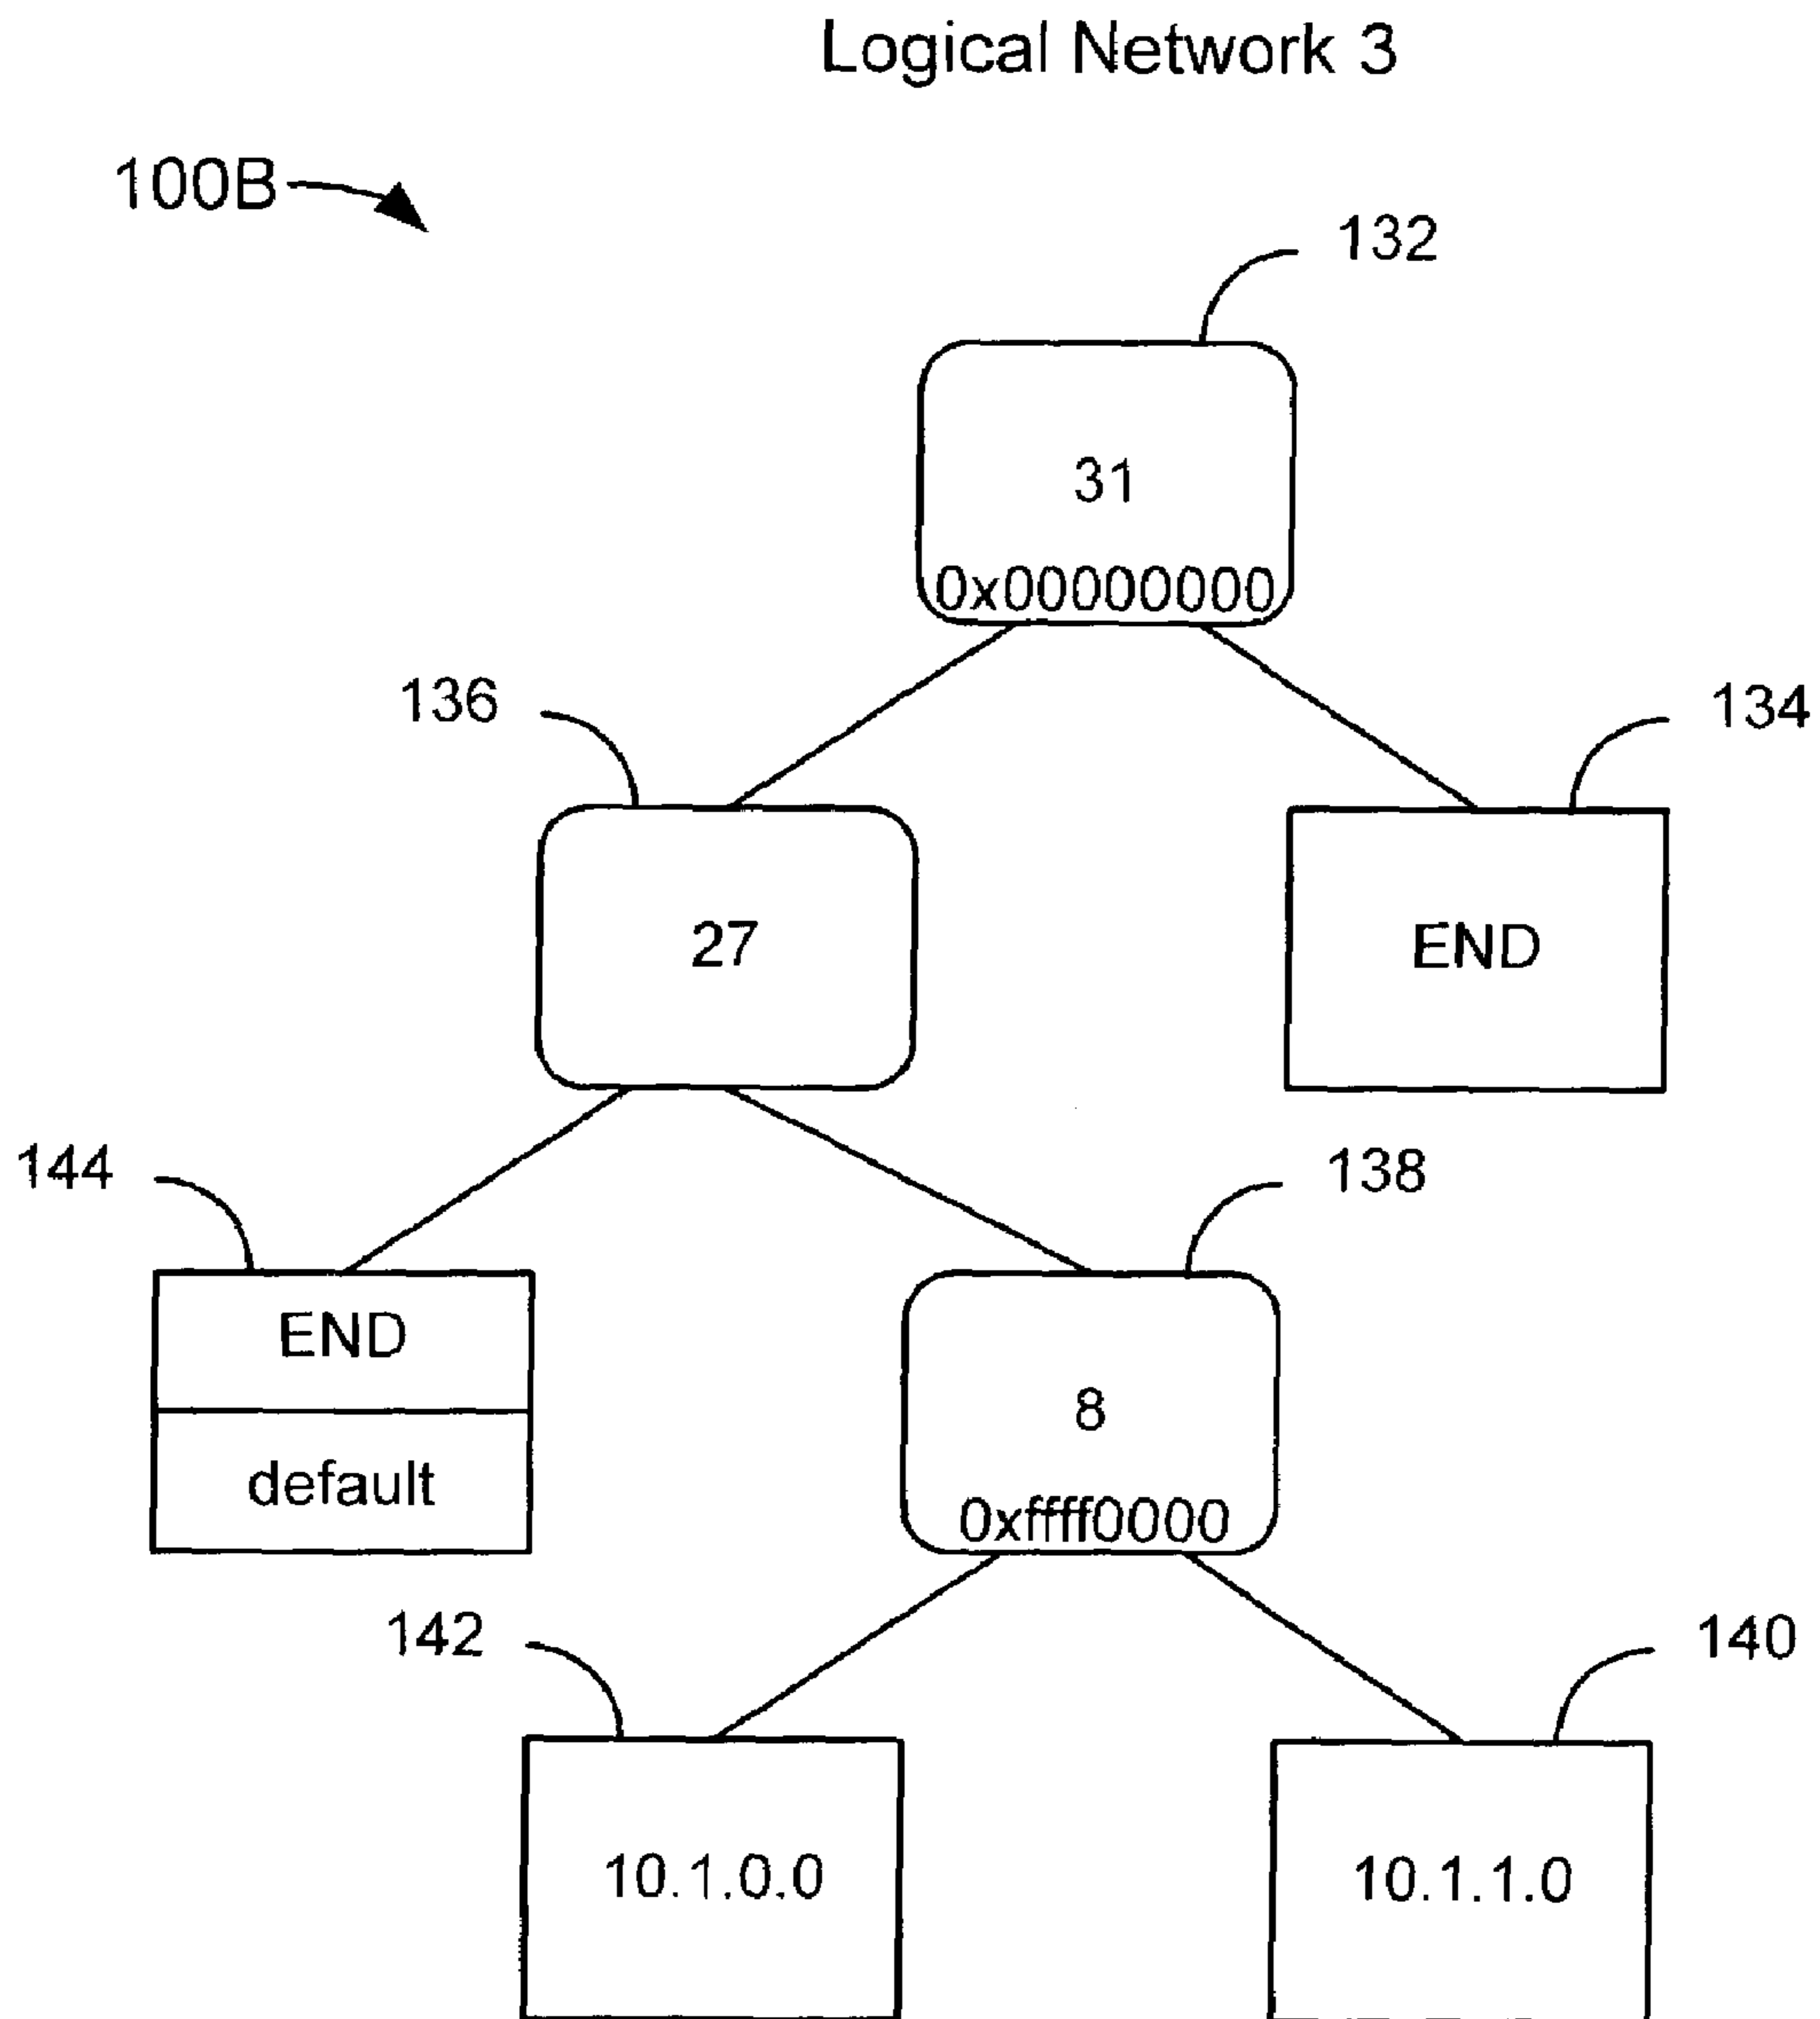 Logical Network 3
100B
132
31
0x00000000
136
134
27
END
144
138
END
default
8
0xffff0000
142
140
10.1.0.0
10.1.1.0